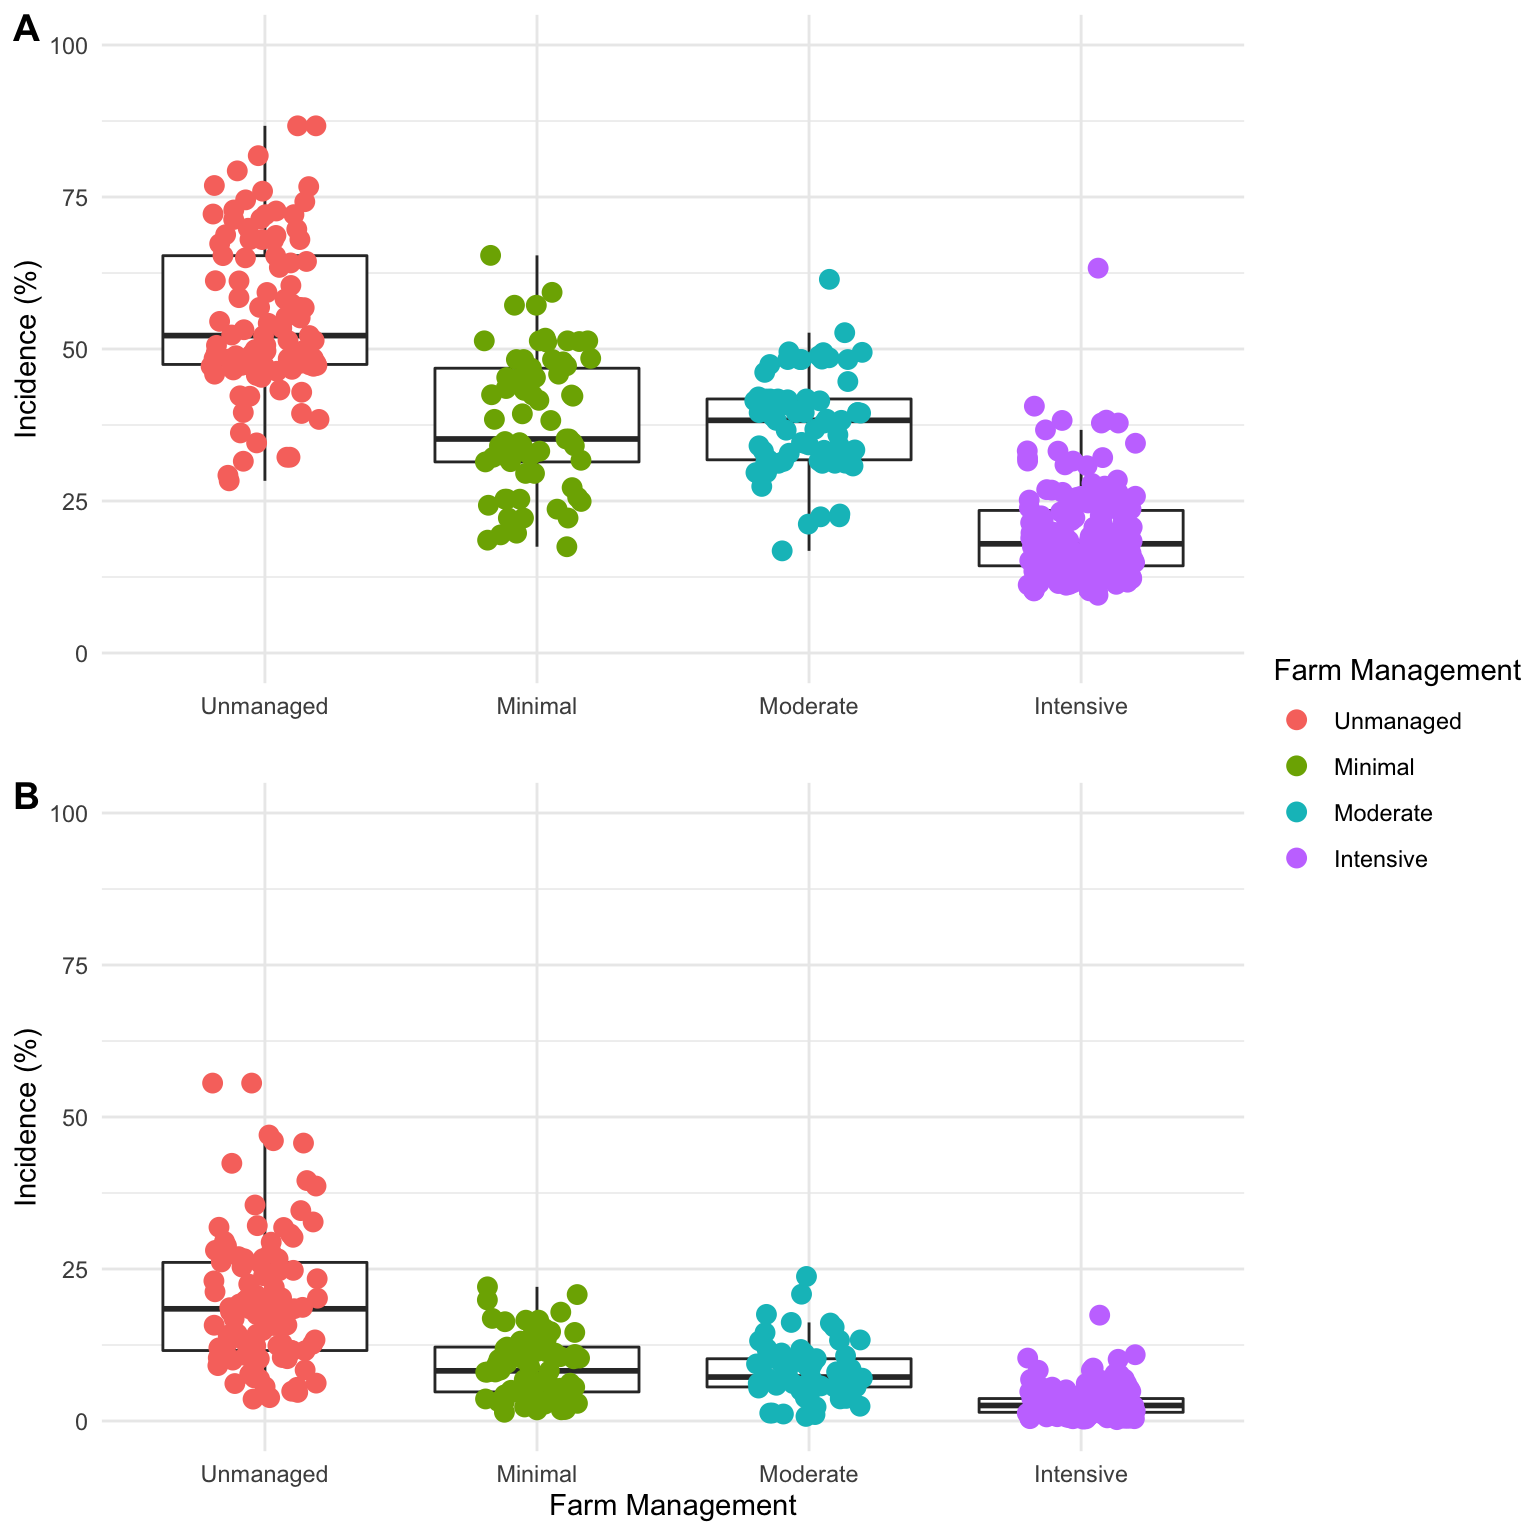 A
100
75
50
25
0
Incidence (%)
Unmanaged Minimal Moderate Intensive
Farm Management
Unmanaged
Minimal
Moderate
Intensive
B
100
75
50
25
0
Incidence (%)
Unmanaged Minimal Moderate Intensive
Farm Management